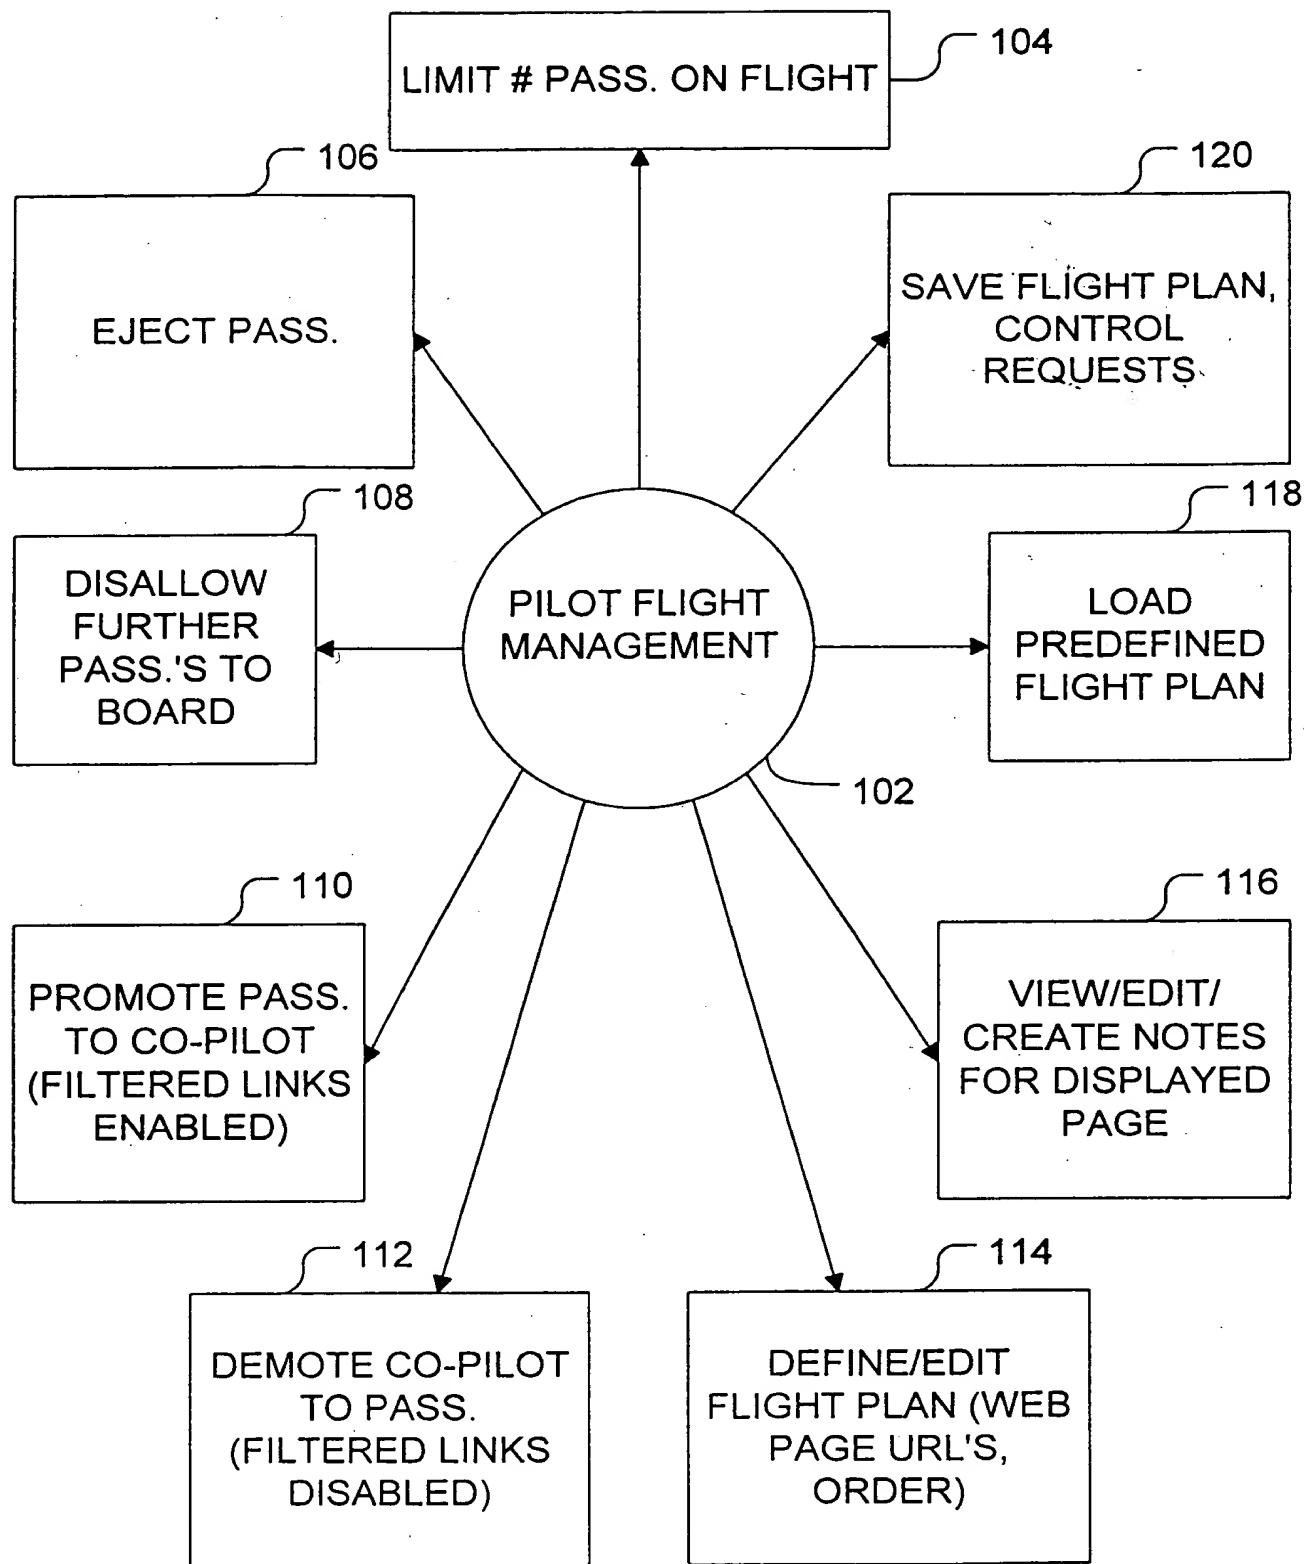 104
LIMIT # PASS. ON FLIGHT
106
EJECT PASS.
120
SAVE FLIGHT PLAN,
CONTROL
REQUESTS
108
DISALLOW
FURTHER
PASS.'S TO
BOARD
PILOT FLIGHT
MANAGEMENT
102
118
LOAD
PREDEFINED
FLIGHT PLAN
110
PROMOTE PASS.
TO CO-PILOT
(FILTERED LINKS
ENABLED)
116
VIEW/EDIT/
CREATE NOTES
FOR DISPLAYED
PAGE
112
DEMOTE CO-PILOT
TO PASS.
(FILTERED LINKS
DISABLED)
114
DEFINE/EDIT
FLIGHT PLAN (WEB
PAGE URL'S,
ORDER)